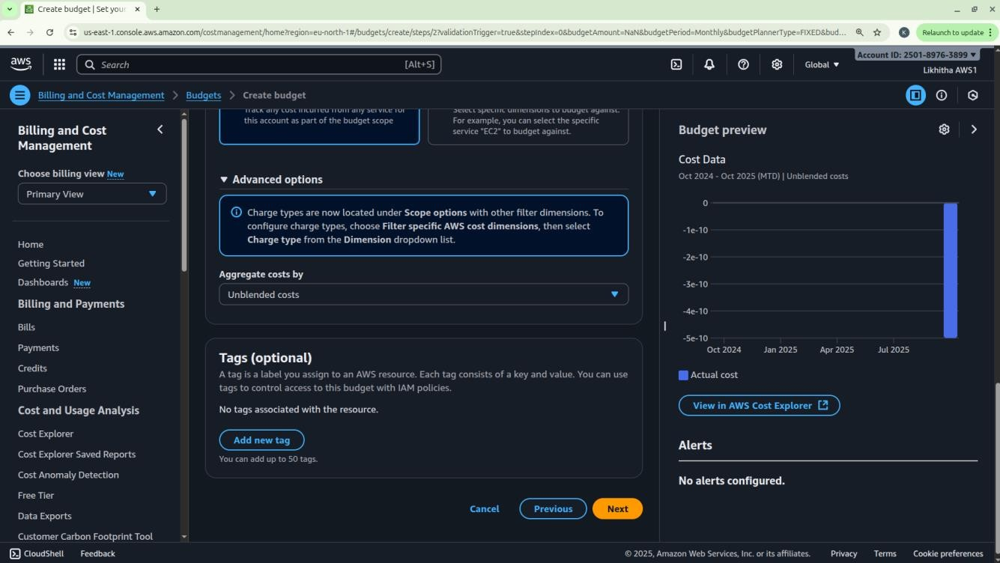 Create budget | Set your
us-east-1.console.aws.amazon.com/costmanagement/home?region=eu-north-1#/budgets/create/steps/2?validationTrigger=true&stepIndex=0&budgetAmount=NaN&budgetPeriod=Monthly&budgetPlannerType=FIXED&bud...
K
Relaunch to update
aws
Search
[Alt+S]
Global
Account ID: 2501-8976-3899
Likhitha AWS1
Billing and Cost Management
Budgets
Create budget
Billing and Cost
Management
Choose billing view New
Primary View
Home
Getting Started
Dashboards New
Billing and Payments
Bills
Payments
Credits
Purchase Orders
Cost and Usage Analysis
Cost Explorer
Cost Explorer Saved Reports
Cost Anomaly Detection
Free Tier
Data Exports
Customer Carbon Footprint Tool
Track any cost incurred from any service for
this account as part of the budget scope
Select specific dimensions to budget against.
For example, you can select the specific
service "EC2" to budget against.
Advanced options
Charge types are now located under Scope options with other filter dimensions. To
configure charge types, choose Filter specific AWS cost dimensions, then select
Charge type from the Dimension dropdown list.
Aggregate costs by
Unblended costs
Tags (optional)
A tag is a label you assign to an AWS resource. Each tag consists of a key and value. You can use
tags to control access to this budget with IAM policies.
No tags associated with the resource.
Add new tag
You can add up to 50 tags.
Cancel
Previous
Next
Budget preview
Cost Data
Oct 2024 - Oct 2025 (MTD) | Unblended costs
0
-1e-10
-2e-10
-3e-10
-4e-10
-5e-10
Oct 2024
Jan 2025
Apr 2025
Jul 2025
Actual cost
View in AWS Cost Explorer
Alerts
No alerts configured.
CloudShell
Feedback
© 2025, Amazon Web Services, Inc. or its affiliates.
Privacy
Terms
Cookie preferences